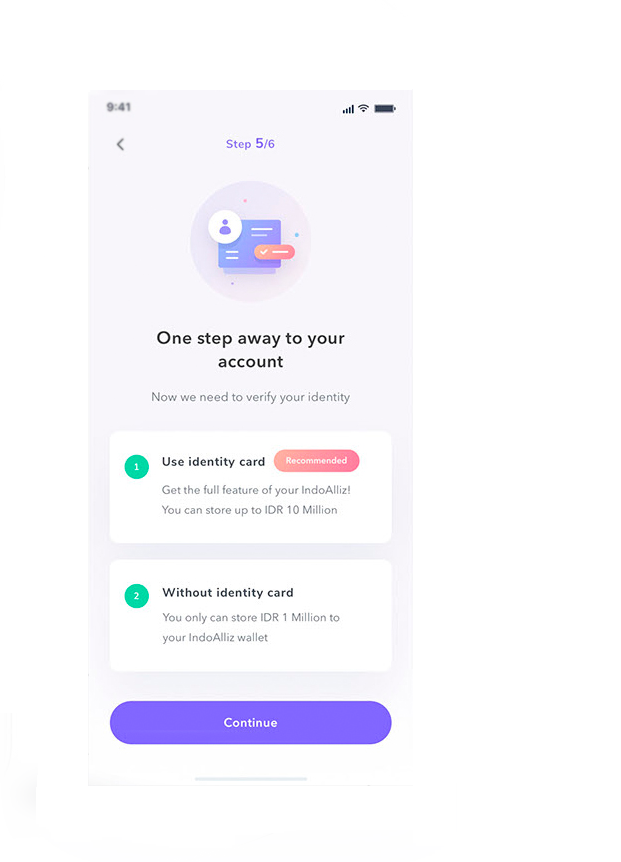 9:41
Step 5/6
One step away to your
account
Now we need to verify your identity
1
Use identity card
Recommended
Get the full feature of your IndoAlliz!
You can store up to IDR 10 Million
2
Without identity card
You only can store IDR 1 Million to
your IndoAlliz wallet
Continue